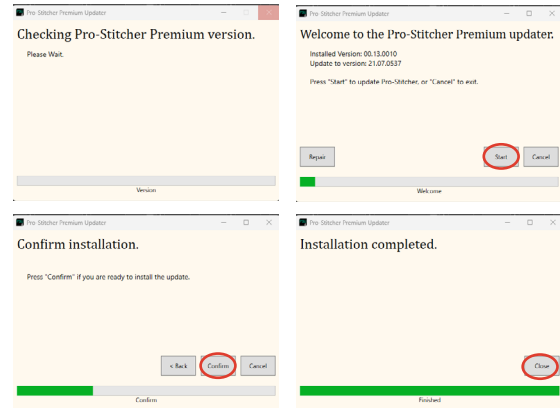 Pro-Stitcher Premium Updater
Checking Pro-Stitcher Premium version.
Please Wait.
Version
Pro-Stitcher Premium Updater
Welcome to the Pro-Stitcher Premium updater.
Installed Version: 00.13.0010
Update to version: 21.07.0537
Press "Start" to update Pro-Stitcher, or "Cancel" to exit.
Repair
Start
Cancel
Welcome
Pro-Stitcher Premium Updater
Confirm installation.
Press "Confirm" if you are ready to install the update.
< Back
Confirm
Cancel
Confirm
Pro-Stitcher Premium Updater
Installation completed.
Close
Finished